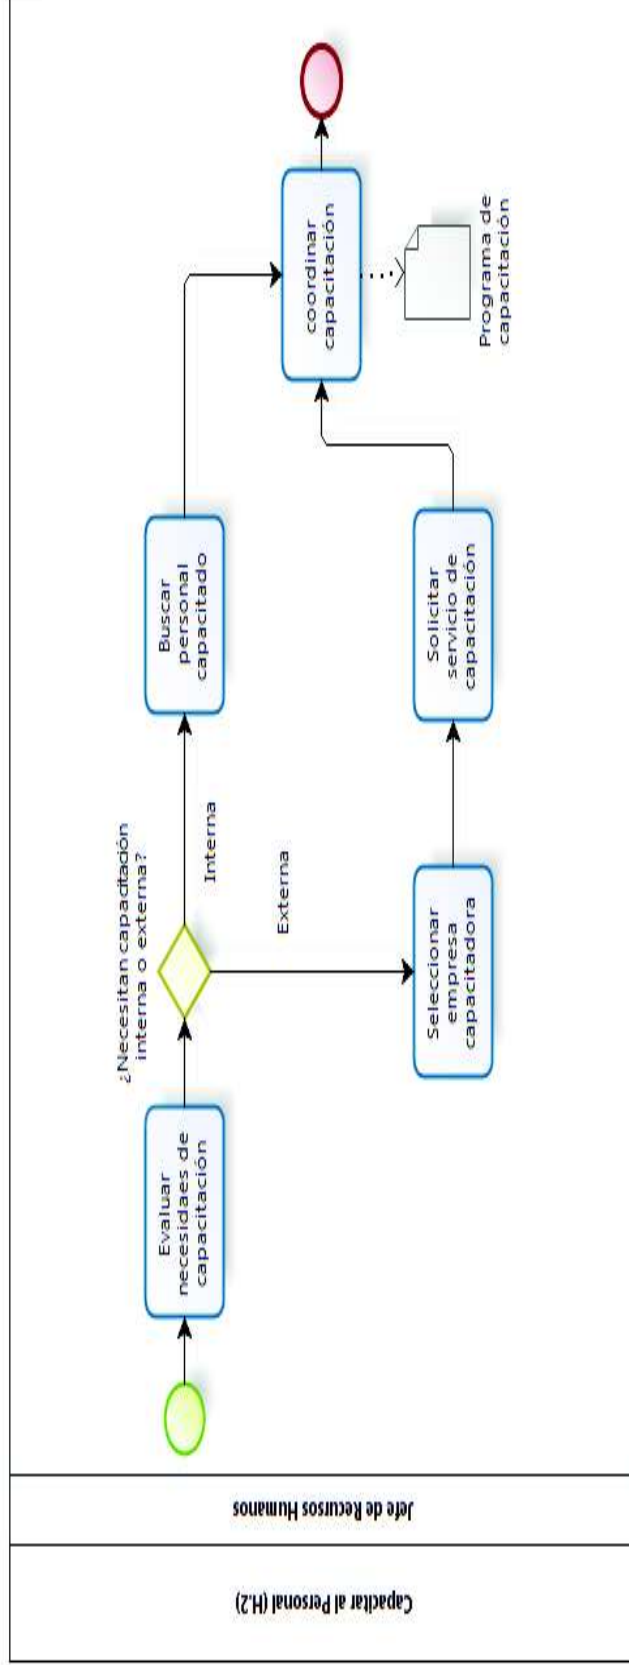 Capacitar al Personal (H.2)
Jefe de Recursos Humanos
Evaluar
necesidaes de
capacitación
¿Necesitan capacitación
interna o externa?
Interna
Externa
Buscar
personal
capacitado
Seleccionar
empresa
capacitadora
Solicitar
servicio de
capacitación
coordinar
capacitación
Programa de
capacitación